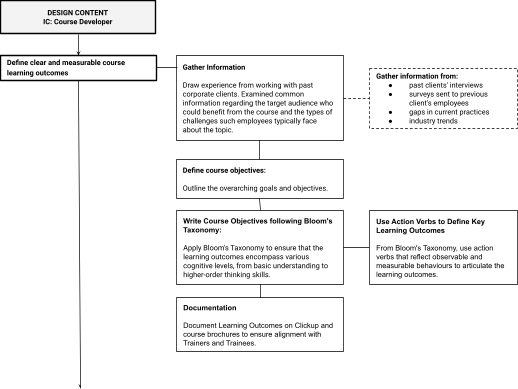 DESIGN CONTENT
IC: Course Developer
Define clear and measurable course
learning outcomes
Gather Information
Draw experience from working with past
corporate clients. Examined common
information regarding the target audience who
could benefit from the course and the types of
challenges such employees typically face
about the topic.
Gather information from:
● past clients' interviews
● surveys sent to previous
client's employees
● gaps in current practices
● industry trends
Define course objectives:
Outline the overarching goals and objectives.
Write Course Objectives following Bloom's
Taxonomy:
Apply Bloom's Taxonomy to ensure that the
learning outcomes encompass various
cognitive levels, from basic understanding to
higher-order thinking skills.
Use Action Verbs to Define Key
Learning Outcomes
From Bloom's Taxonomy, use action
verbs that reflect observable and
measurable behaviours to articulate the
learning outcomes.
Documentation
Document Learning Outcomes on Clickup and
course brochures to ensure alignment with
Trainers and Trainees.